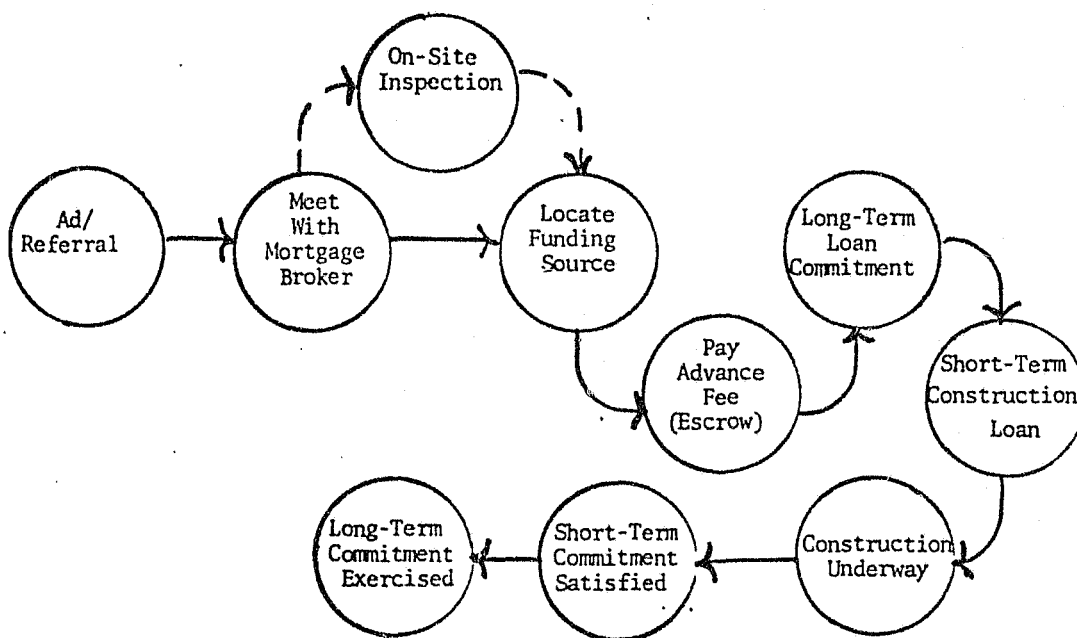 Ad/
Referral
Meet
With
Mortgage
Broker
On-Site
Inspection
Locate
Funding
Source
Pay
Advance
Fee
(Escrow)
Long-Term
Loan
Commitment
Short-Term
Construction
Loan
Construction
Underway
Short-Term
Commitment
Satisfied
Long-Term
Commitment
Exercised